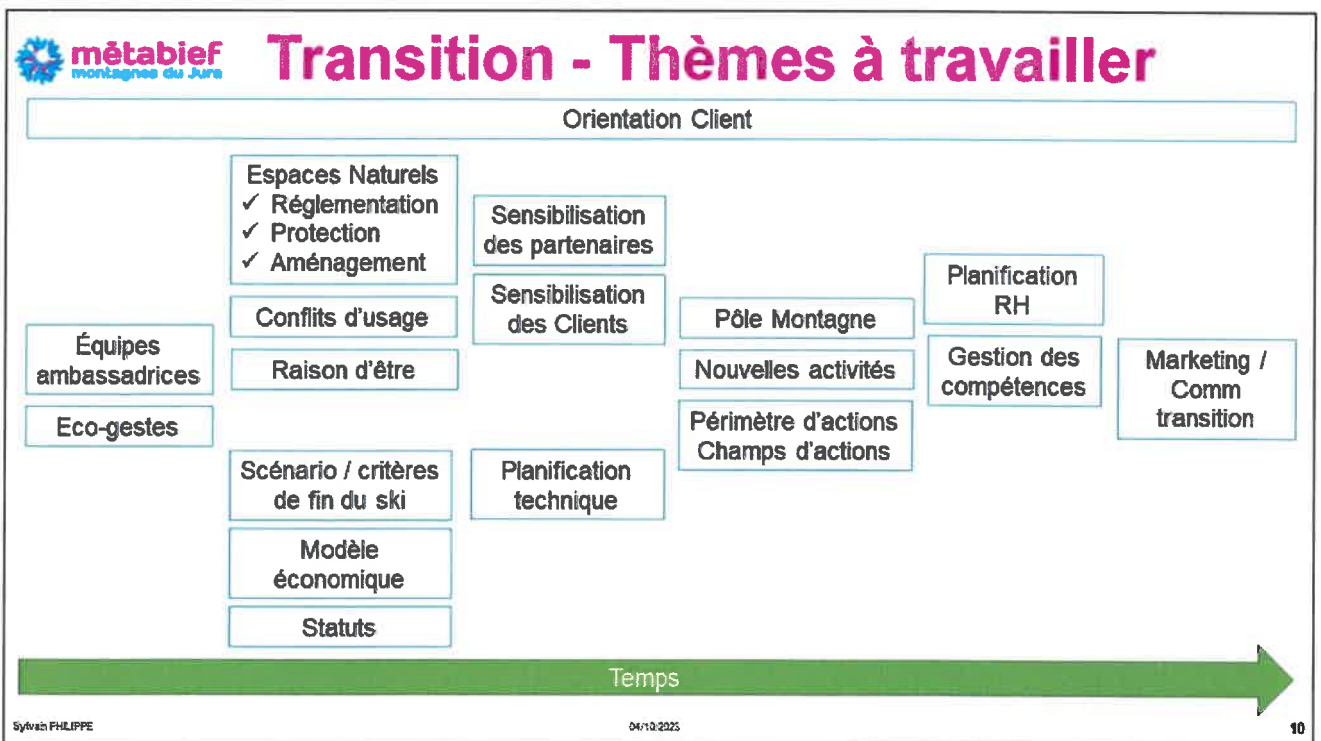 métabief
montagnes du Jura
Transition - Thèmes à travailler
Orientation Client
Équipes
ambassadrices
Eco-gestes
Espaces Naturels
✓ Réglementation
✓ Protection
✓ Aménagement
Conflits d'usage
Raison d'être
Scénario / critères
de fin du ski
Modèle
économique
Statuts
Sensibilisation
des partenaires
Sensibilisation
des Clients
Planification
technique
Pôle Montagne
Nouvelles activités
Périmètre d'actions
Champs d'actions
Planification
RH
Gestion des
compétences
Marketing /
Comm
transition
Temps
Sylvain PHILIPPE
04/10/2023
10